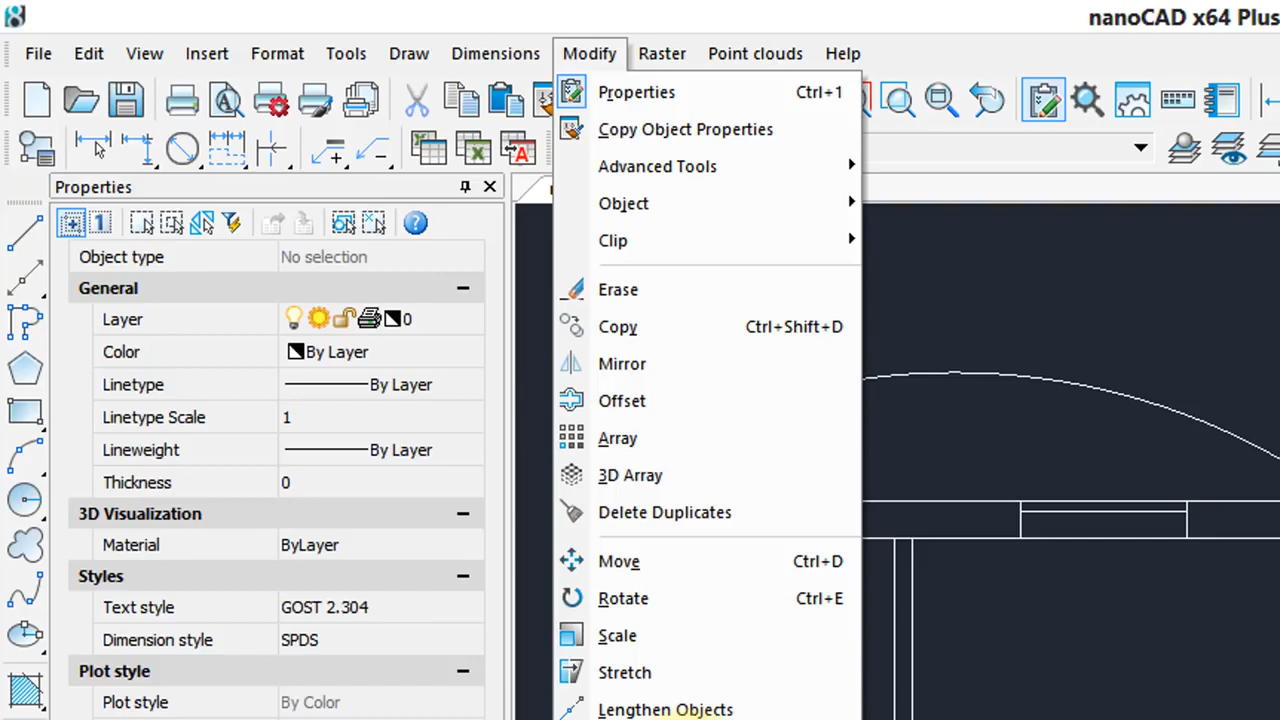 nanoCAD x64 Plus
File Edit View Insert Format Tools Draw Dimensions Modify Raster Point clouds Help
Properties
1
?
Object type No selection
General
Layer 0
Color By Layer
Linetype By Layer
Linetype Scale 1
Lineweight By Layer
Thickness 0
3D Visualization
Material ByLayer
Styles
Text style GOST 2.304
Dimension style SPDS
Plot style
Plot style By Color
Properties Ctrl+1
Copy Object Properties
Advanced Tools
Object
Clip
Erase
Copy Ctrl+Shift+D
Mirror
Offset
Array
3D Array
Delete Duplicates
Move Ctrl+D
Rotate Ctrl+E
Scale
Stretch
Lengthen Objects